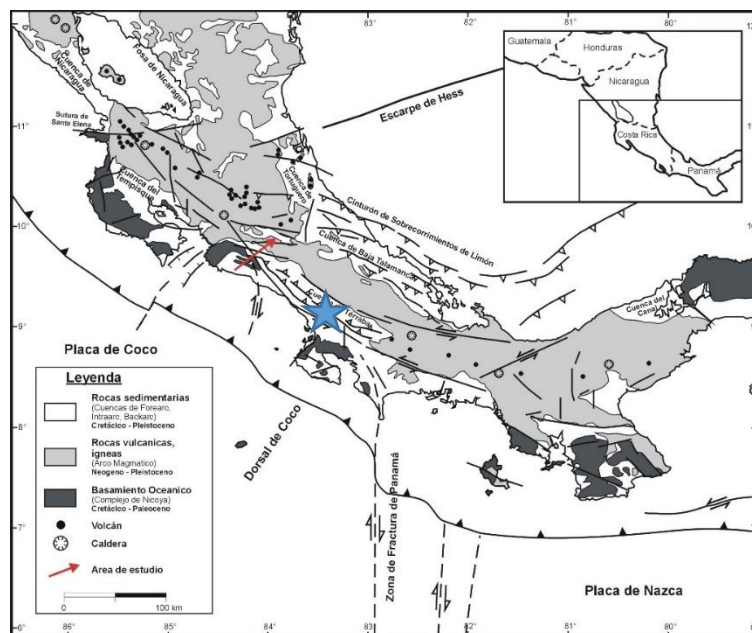 83°
82°
81°
80°
Guatemala
Honduras
Nicaragua
Costa Rica
Panamá
Cuenca de
Nicaragua
Fosa de Nicaragua
Escarpe de Hess
11°
Sutura de
Santa Elena
Cuenca del
Tempisque
Cuenca de
Tortuguero
Cinturón de Sobrecorrimientos de Limón
10°
Cuenca de Baja Talamanca
Térraba
Cuenca del
Canal
9°
Placa de Coco
Leyenda
Rocas sedimentarias
(Cuencas de Forearc,
Intraarc, Backarc)
Cretácico - Pleistoceno
Rocas vulcanicas,
igneas
(Arco Magmatico)
Neogeno - Pleistoceno
Basamiento Oceanico
(Complejo de Nicoya)
Cretácico - Paleoceno
Volcán
Caldera
Area de estudio
0
100 km
8°
Dorsal de Coco
Zona de Fractura de Panamá
7°
Placa de Nazca
6°
86°
85°
84°
83°
82°
81°
80°